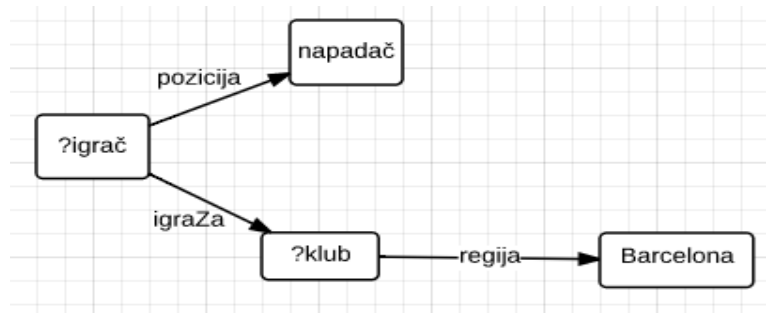 napadač
pozicija
?igrač
igraZa
?klub
regija
Barcelona